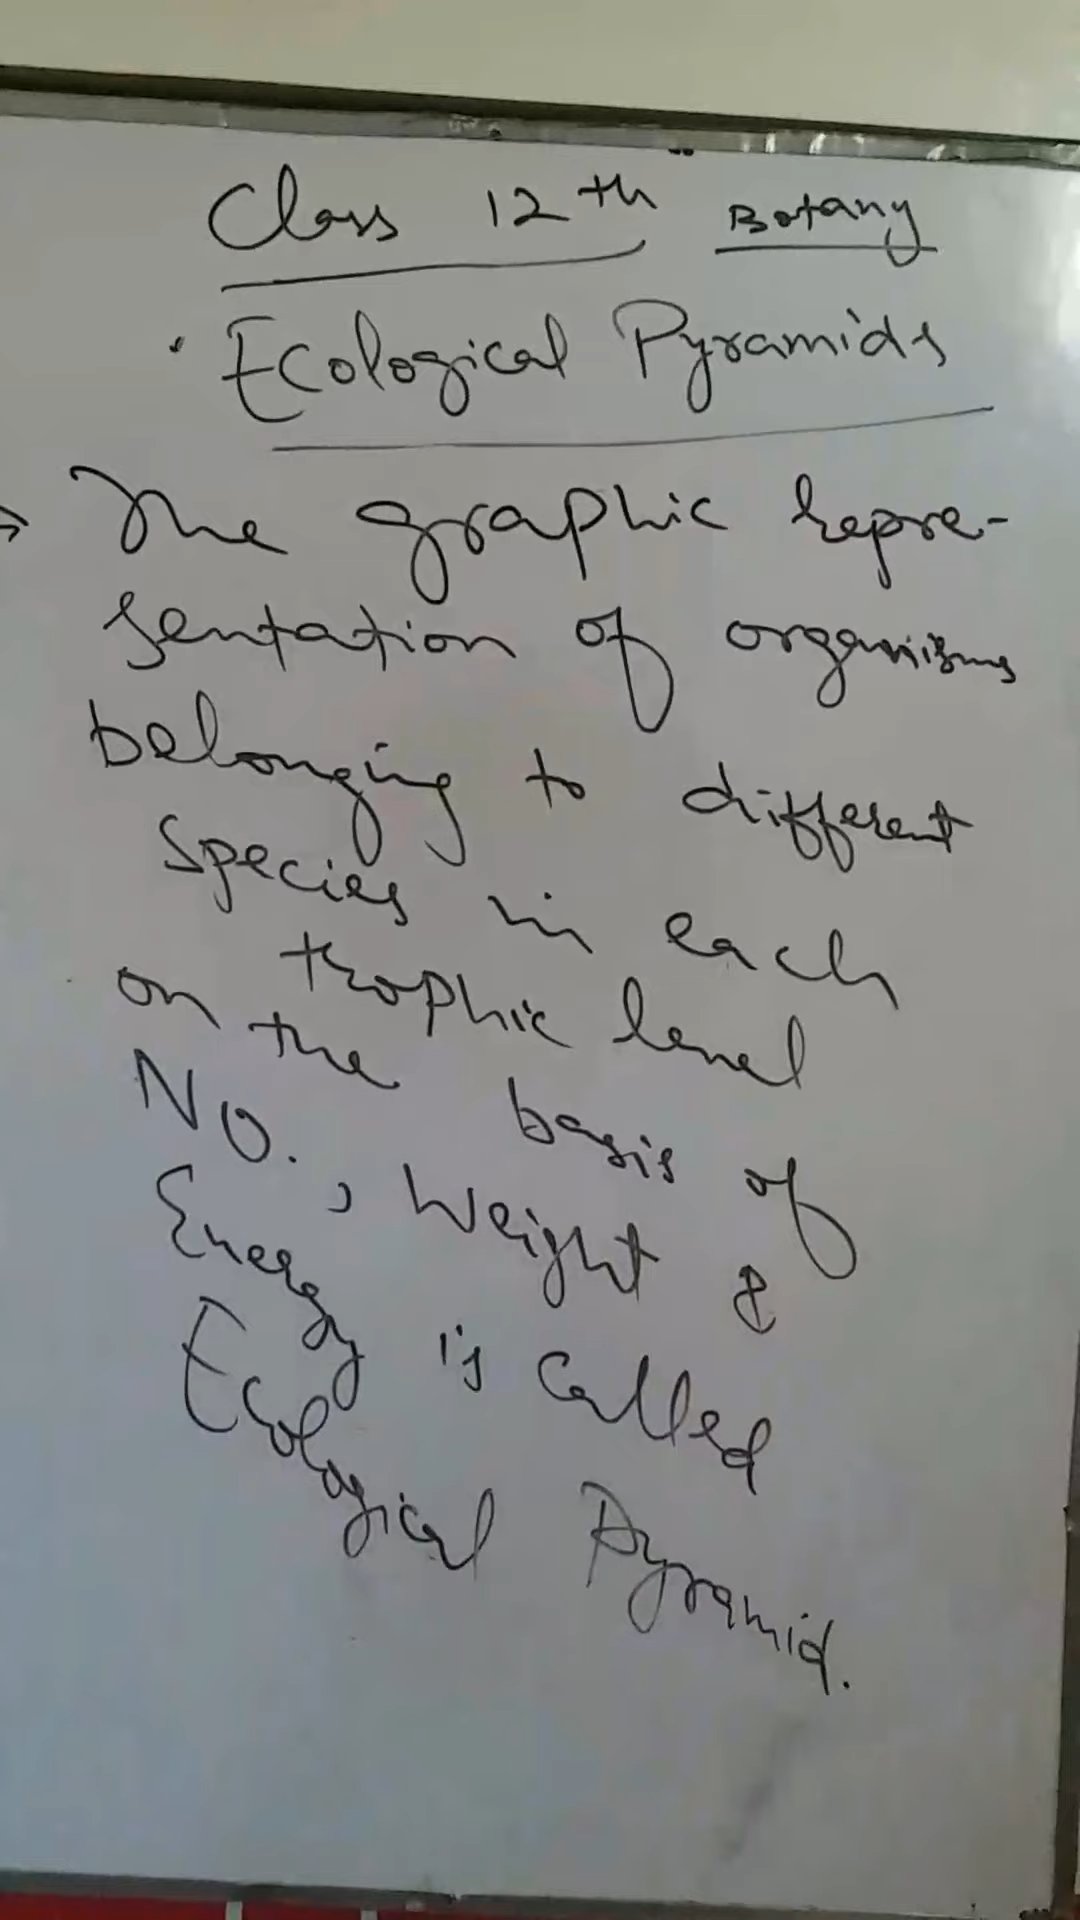 Class 12th Botany
· Ecological Pyramids
→ The graphic repre-
sentation of organisms
belonging to different
species in each
trophic level
on the basis of
No., Weight &
Energy is called
Ecological Pyramid.